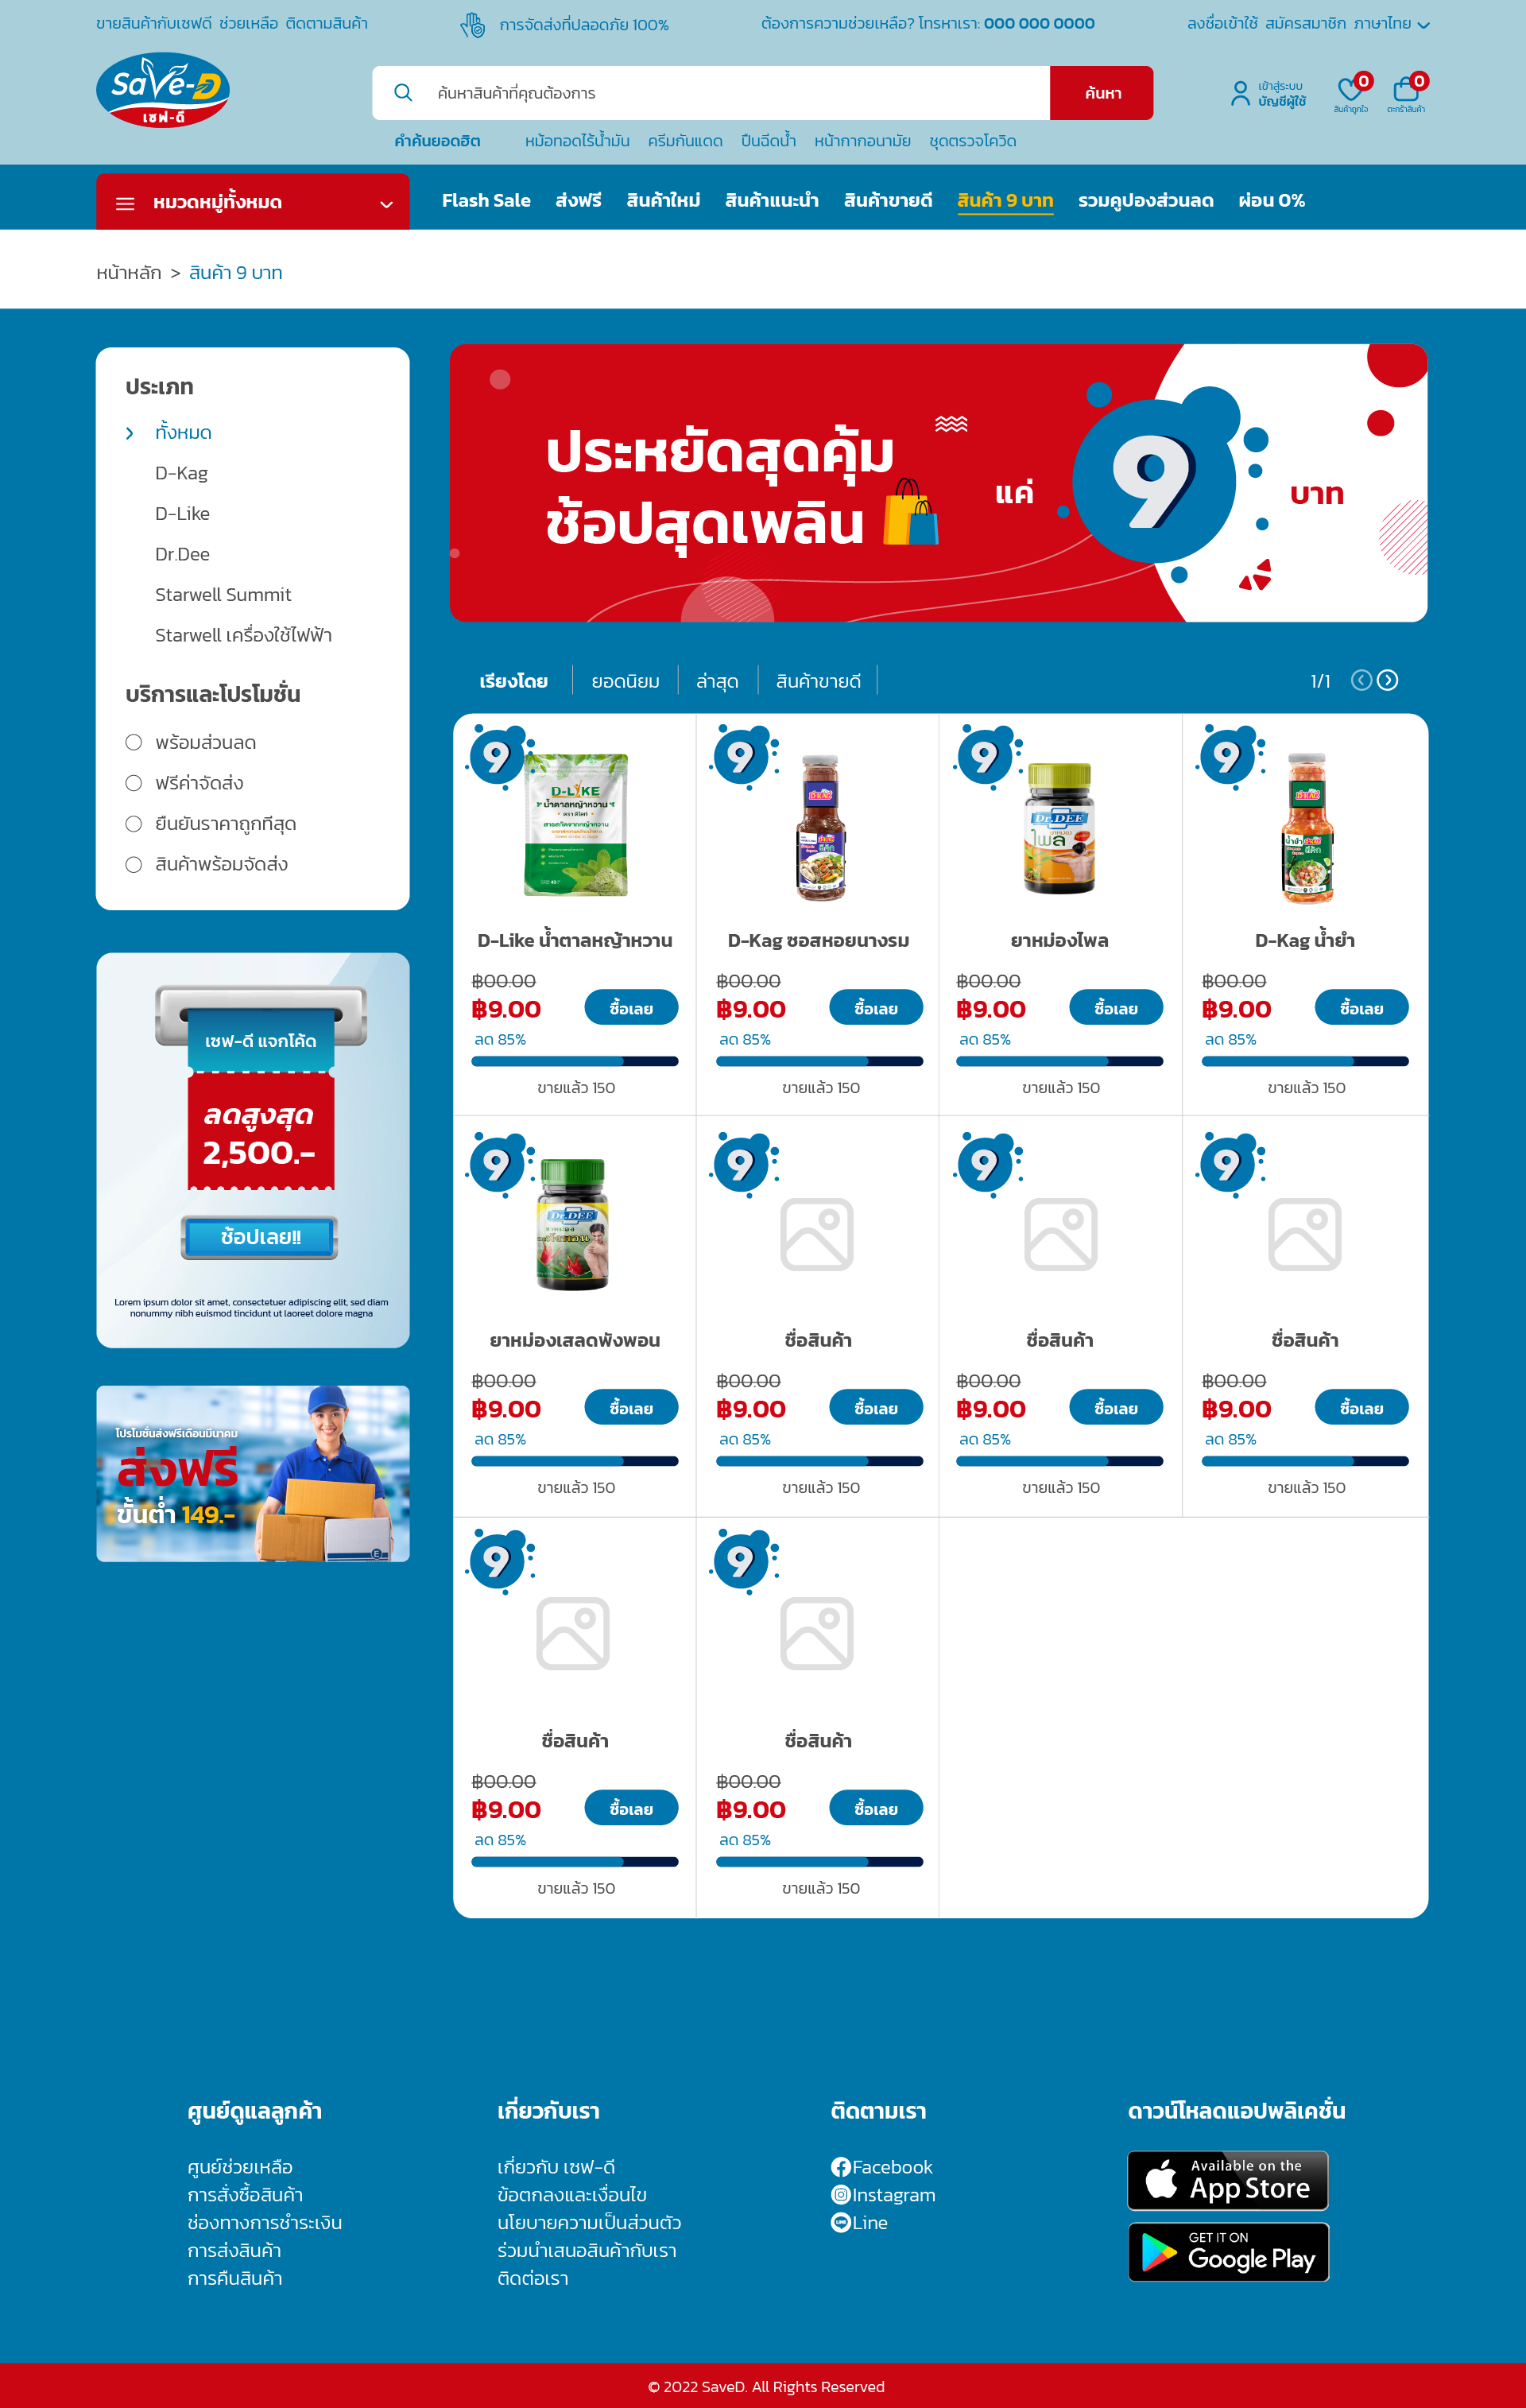 ขายสินค้ากับเซฟดี ช่วยเหลือ ติดตามสินค้า
การจัดส่งที่ปลอดภัย 100%
ต้องการความช่วยเหลือ? โทรหาเรา: 000 000 0000
ลงชื่อเข้าใช้ สมัครสมาชิก ภาษาไทย
SaVe-D
เซฟ-ดี
ค้นหาสินค้าที่คุณต้องการ
ค้นหา
เข้าสู่ระบบ
บัญชีผู้ใช้
0
สินค้าถูกใจ
0
ตะกร้าสินค้า
คำค้นยอดฮิต หม้อทอดไร้น้ำมัน ครีมกันแดด ปืนฉีดน้ำ หน้ากากอนามัย ชุดตรวจโควิด
หมวดหมู่ทั้งหมด
Flash Sale ส่งฟรี สินค้าใหม่ สินค้าแนะนำ สินค้าขายดี สินค้า 9 บาท รวมคูปองส่วนลด ผ่อน 0%
หน้าหลัก > สินค้า 9 บาท
ประเภท
ทั้งหมด
D-Kag
D-Like
Dr.Dee
Starwell Summit
Starwell เครื่องใช้ไฟฟ้า
บริการและโปรโมชั่น
พร้อมส่วนลด
ฟรีค่าจัดส่ง
ยืนยันราคาถูกที่สุด
สินค้าพร้อมจัดส่ง
เซฟ-ดี แจกโค้ด
ลดสูงสุด
2,500.-
ช้อปเลย!!
Lorem ipsum dolor sit amet, consectetuer adipiscing elit, sed diam
nonummy nibh euismod tincidunt ut laoreet dolore magna
โปรโมชั่นส่งฟรีเดือนมีนาคม
ส่งฟรี
ขั้นต่ำ 149.-
ประหยัดสุดคุ้ม
ช้อปสุดเพลิน
แค่ 9 บาท
เรียงโดย ยอดนิยม ล่าสุด สินค้าขายดี
1/1
9 9 9 9
D-LIKE
น้ำตาลหญ้าหวาน
D-KAG
Dr.DEE
ไพล
D-KAG
น้ำยำ
D-Like น้ำตาลหญ้าหวาน D-Kag ซอสหอยนางรม ยาหม่องไพล D-Kag น้ำยำ
฿00.00 ฿00.00 ฿00.00 ฿00.00
฿9.00 ซื้อเลย ฿9.00 ซื้อเลย ฿9.00 ซื้อเลย ฿9.00 ซื้อเลย
ลด 85% ลด 85% ลด 85% ลด 85%
ขายแล้ว 150 ขายแล้ว 150 ขายแล้ว 150 ขายแล้ว 150
9 9 9 9
Dr.DEE
ยาหม่องเสลดพังพอน ชื่อสินค้า ชื่อสินค้า ชื่อสินค้า
฿00.00 ฿00.00 ฿00.00 ฿00.00
฿9.00 ซื้อเลย ฿9.00 ซื้อเลย ฿9.00 ซื้อเลย ฿9.00 ซื้อเลย
ลด 85% ลด 85% ลด 85% ลด 85%
ขายแล้ว 150 ขายแล้ว 150 ขายแล้ว 150 ขายแล้ว 150
9 9
ชื่อสินค้า ชื่อสินค้า
฿00.00 ฿00.00
฿9.00 ซื้อเลย ฿9.00 ซื้อเลย
ลด 85% ลด 85%
ขายแล้ว 150 ขายแล้ว 150
ศูนย์ดูแลลูกค้า
ศูนย์ช่วยเหลือ
การสั่งซื้อสินค้า
ช่องทางการชำระเงิน
การส่งสินค้า
การคืนสินค้า
เกี่ยวกับเรา
เกี่ยวกับ เซฟ-ดี
ข้อตกลงและเงื่อนไข
นโยบายความเป็นส่วนตัว
ร่วมนำเสนอสินค้ากับเรา
ติดต่อเรา
ติดตามเรา
Facebook
Instagram
Line
ดาวน์โหลดแอปพลิเคชั่น
Available on the
App Store
GET IT ON
Google Play
© 2022 SaveD. All Rights Reserved